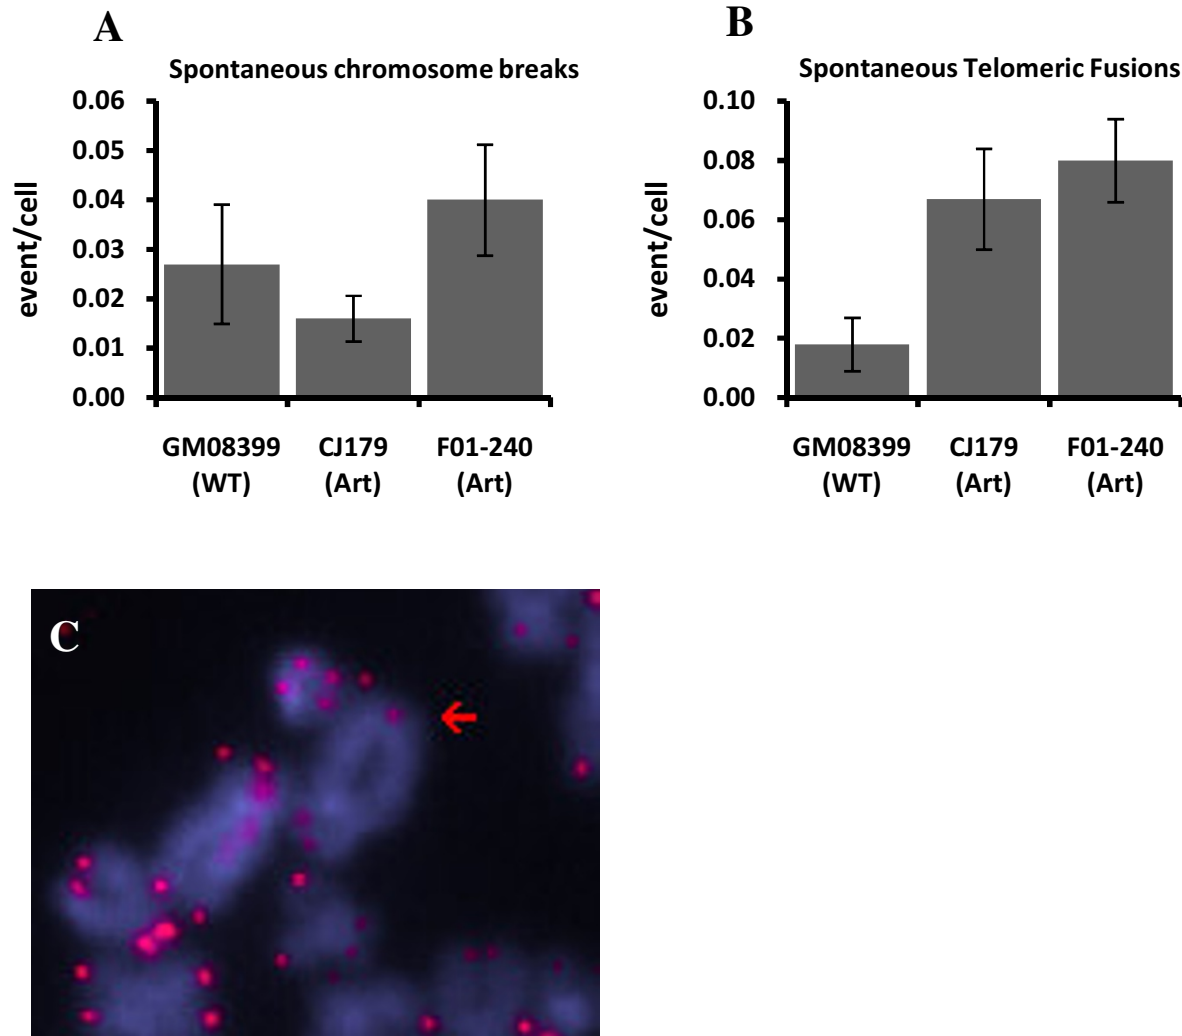 A
Spontaneous chromosome breaks
0.06
0.05
0.04
0.03
0.02
0.01
0.00
event/cell
GM08399 CJ179 F01-240
(WT) (Art) (Art)
B
Spontaneous Telomeric Fusions
0.10
0.08
0.06
0.04
0.02
0.00
event/cell
GM08399 CJ179 F01-240
(WT) (Art) (Art)
C